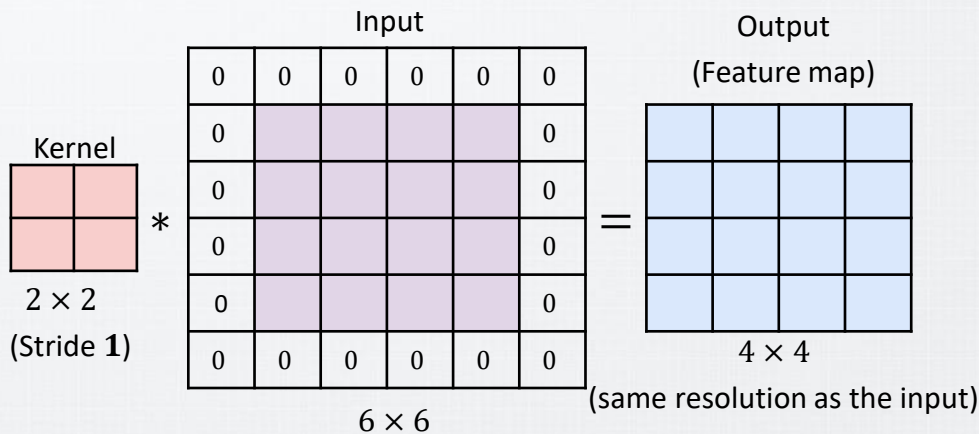 Input
0 0 0 0 0 0
0 0
0 0
0 0
0 0
0 0 0 0 0 0
6 × 6
Kernel
2 × 2
(Stride 1)
*
=
Output
(Feature map)
4 × 4
(same resolution as the input)